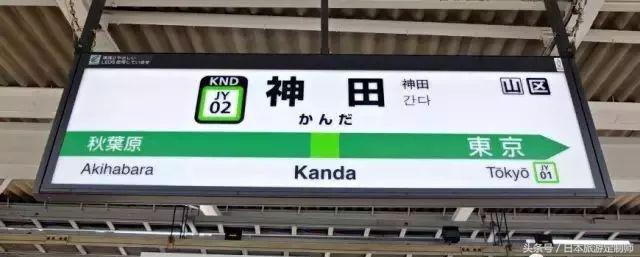 KND
JY
02
神田
かんだ
神田
간다
山 区
秋葉原
東京
Akihabara
Kanda
Tōkyō
JY
01
头条号 / 日本旅游定制师